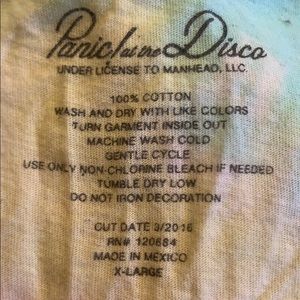 Panic! at the Disco
UNDER LICENSE TO MANHEAD, LLC.
100% COTTON
WASH AND DRY WITH LIKE COLORS
TURN GARMENT INSIDE OUT
MACHINE WASH COLD
GENTLE CYCLE
USE ONLY NON-CHLORINE BLEACH IF NEEDED
TUMBLE DRY LOW
DO NOT IRON DECORATION
CUT DATE 3/2016
RN# 120684
MADE IN MEXICO
X-LARGE